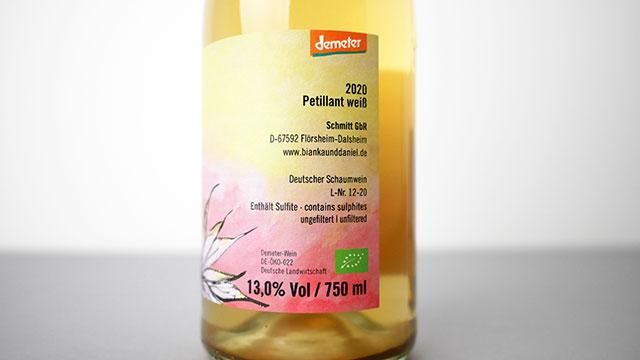 demeter
2020
Petillant weiß
Schmitt GbR
D-67592 Flörsheim-Dalsheim
www.biankaunddaniel.de
Deutscher Schaumwein
L-Nr. 12-20
Enthält Sulfite - contains sulphites
ungefiltert | unfiltered
Demeter-Wein
DE-ÖKO-022
Deutsche Landwirtschaft
13,0% Vol / 750 ml